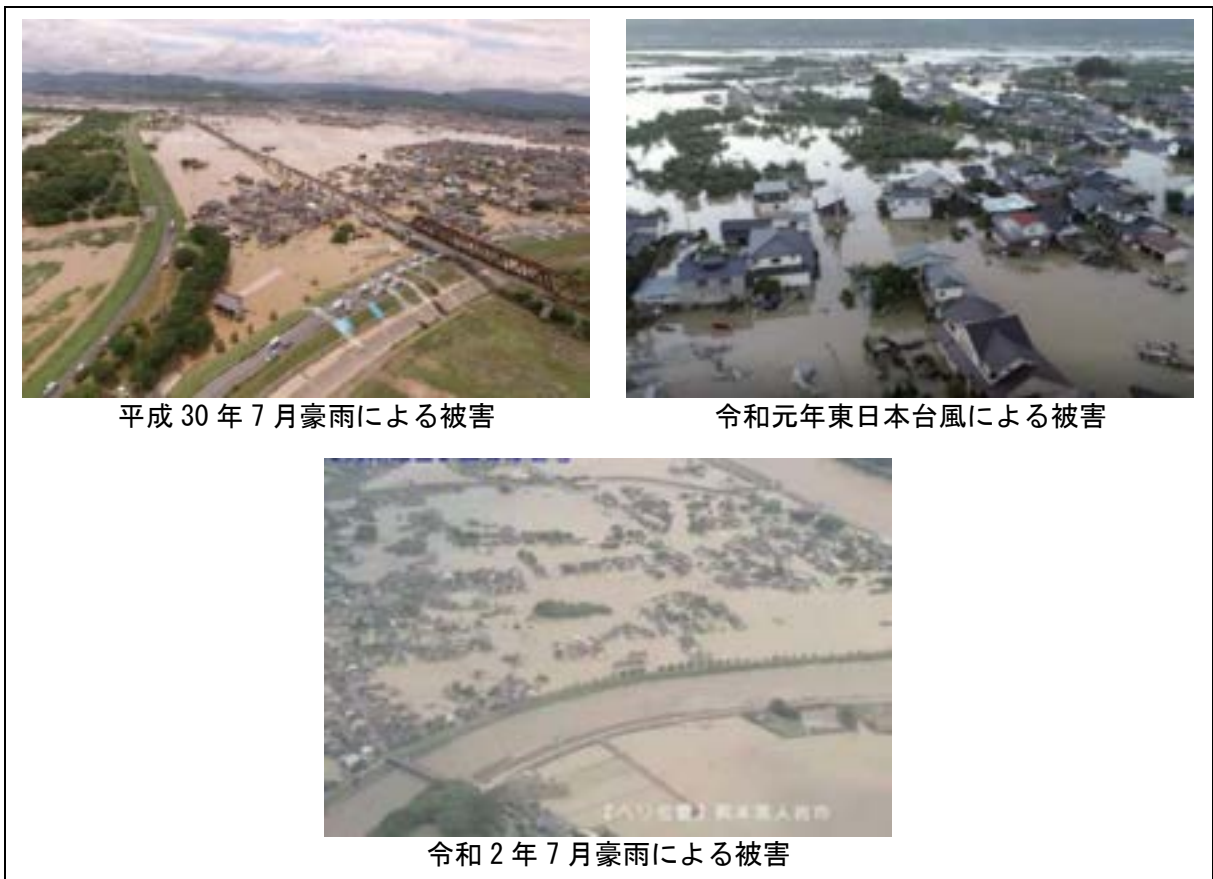 平成 30 年 7 月豪雨による被害
令和元年東日本台風による被害
令和 2 年 7 月豪雨による被害